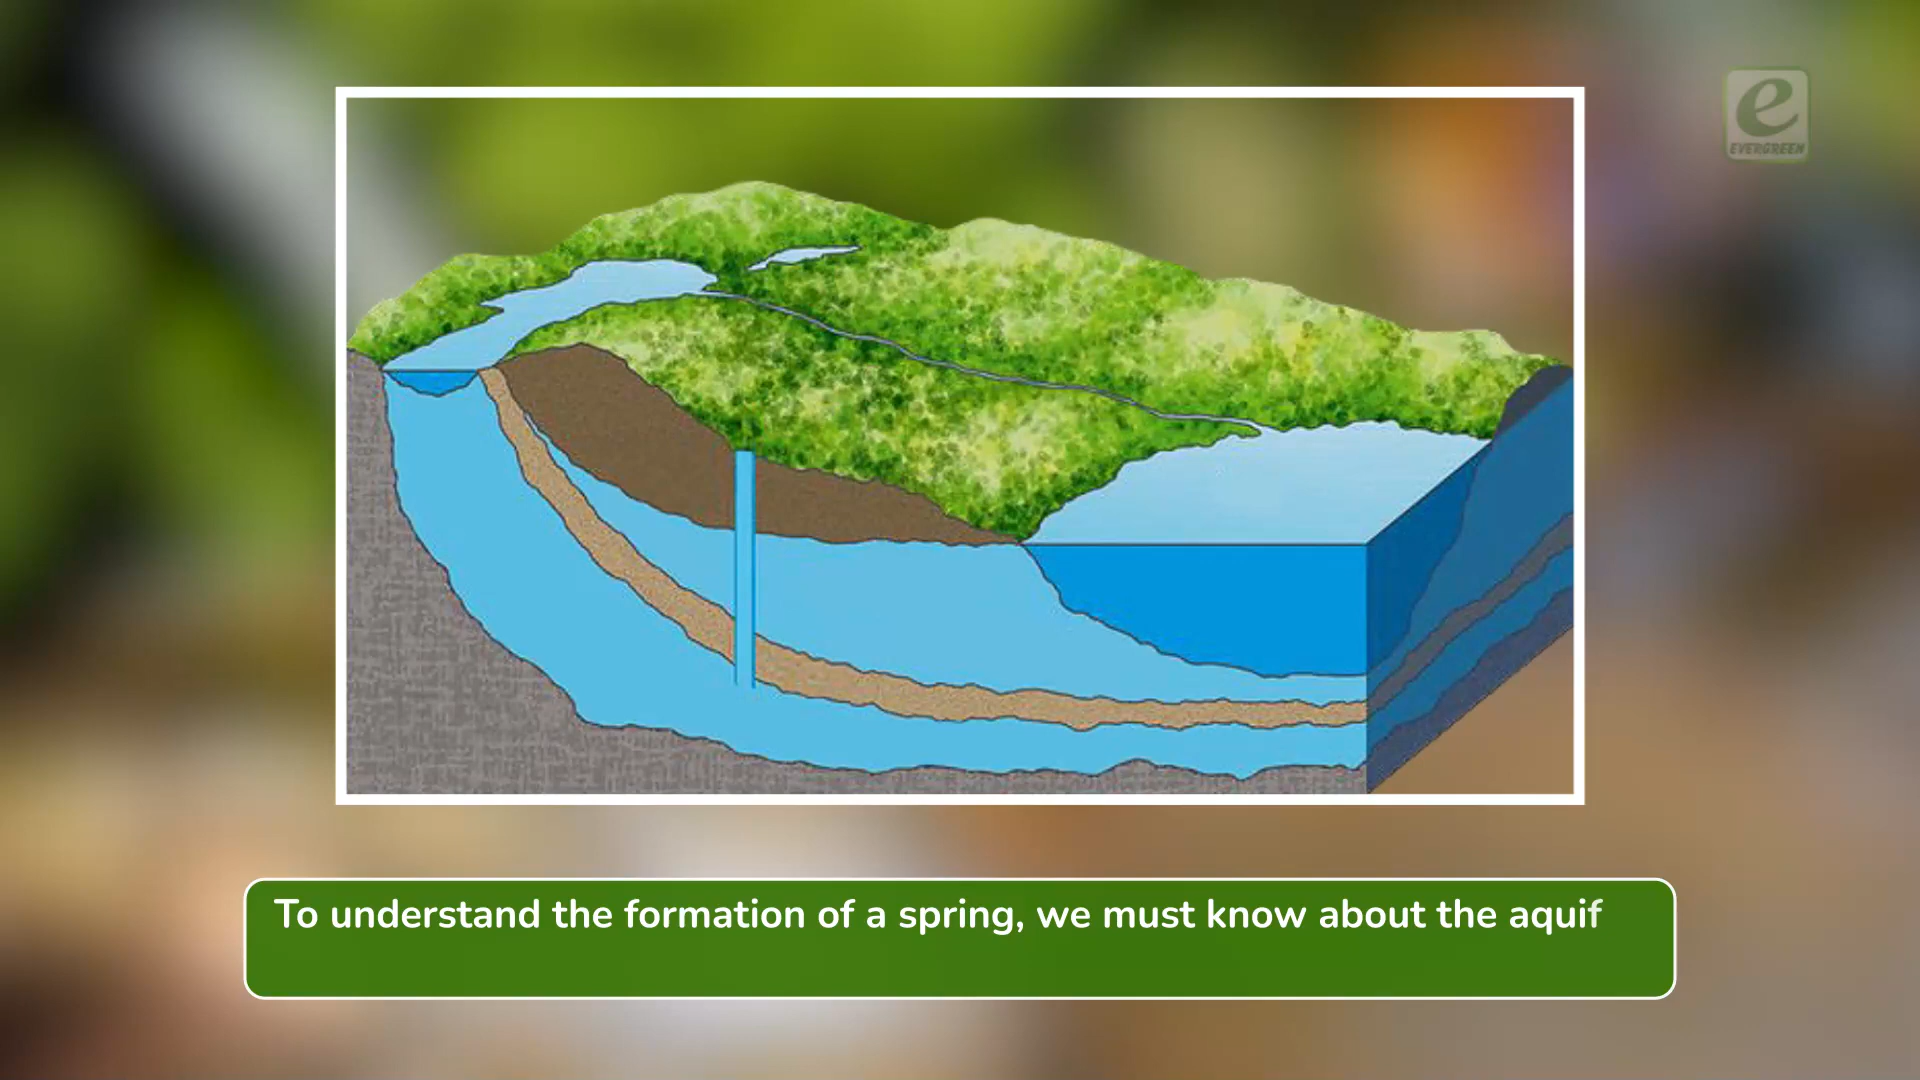 e
EVERGREEN
To understand the formation of a spring, we must know about the aquif